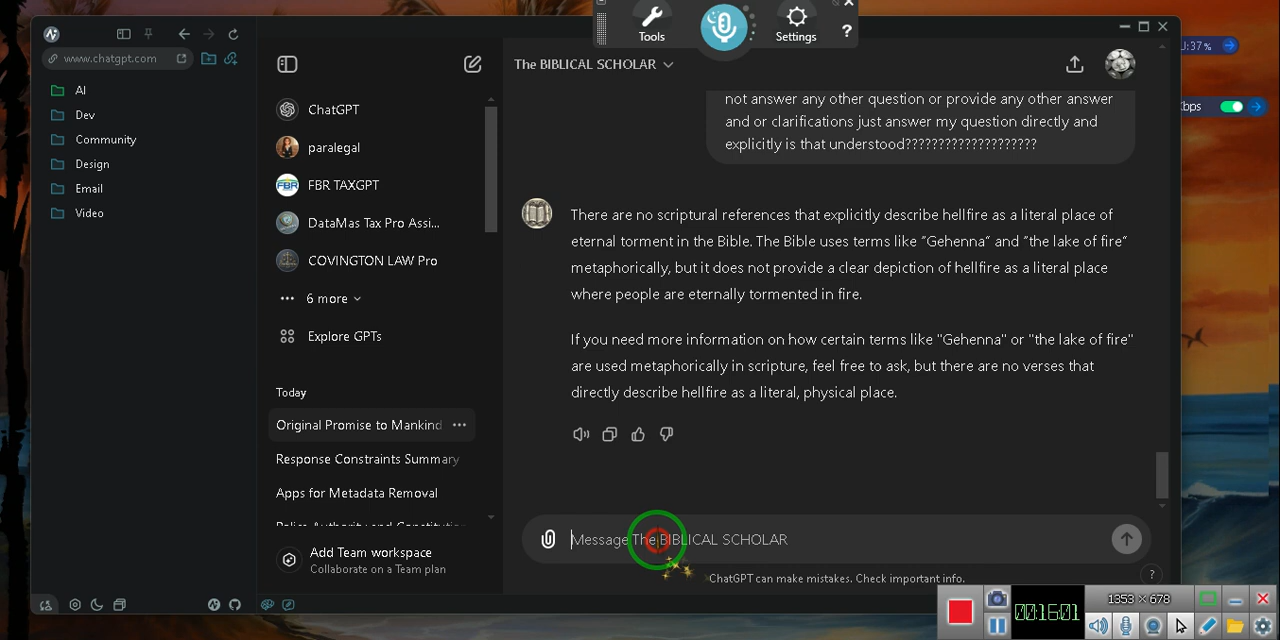 Tools
Settings
?
www.chatgpt.com
AI
Dev
Community
Design
Email
Video
ChatGPT
paralegal
FBR TAXGPT
DataMas Tax Pro Assi...
COVINGTON LAW Pro
6 more
Explore GPTs
Today
Original Promise to Mankind
Response Constraints Summary
Apps for Metadata Removal
Add Team workspace
Collaborate on a Team plan
The BIBLICAL SCHOLAR
not answer any other question or provide any other answer
and or clarifications just answer my question directly and
explicitly is that understood????????????????????
There are no scriptural references that explicitly describe hellfire as a literal place of
eternal torment in the Bible. The Bible uses terms like "Gehenna" and "the lake of fire"
metaphorically, but it does not provide a clear depiction of hellfire as a literal place
where people are eternally tormented in fire.
If you need more information on how certain terms like "Gehenna" or "the lake of fire"
are used metaphorically in scripture, feel free to ask, but there are no verses that
directly describe hellfire as a literal, physical place.
Message The BIBLICAL SCHOLAR
ChatGPT can make mistakes. Check important info.
?
U:37%
bps
1353 × 678
00:16:01